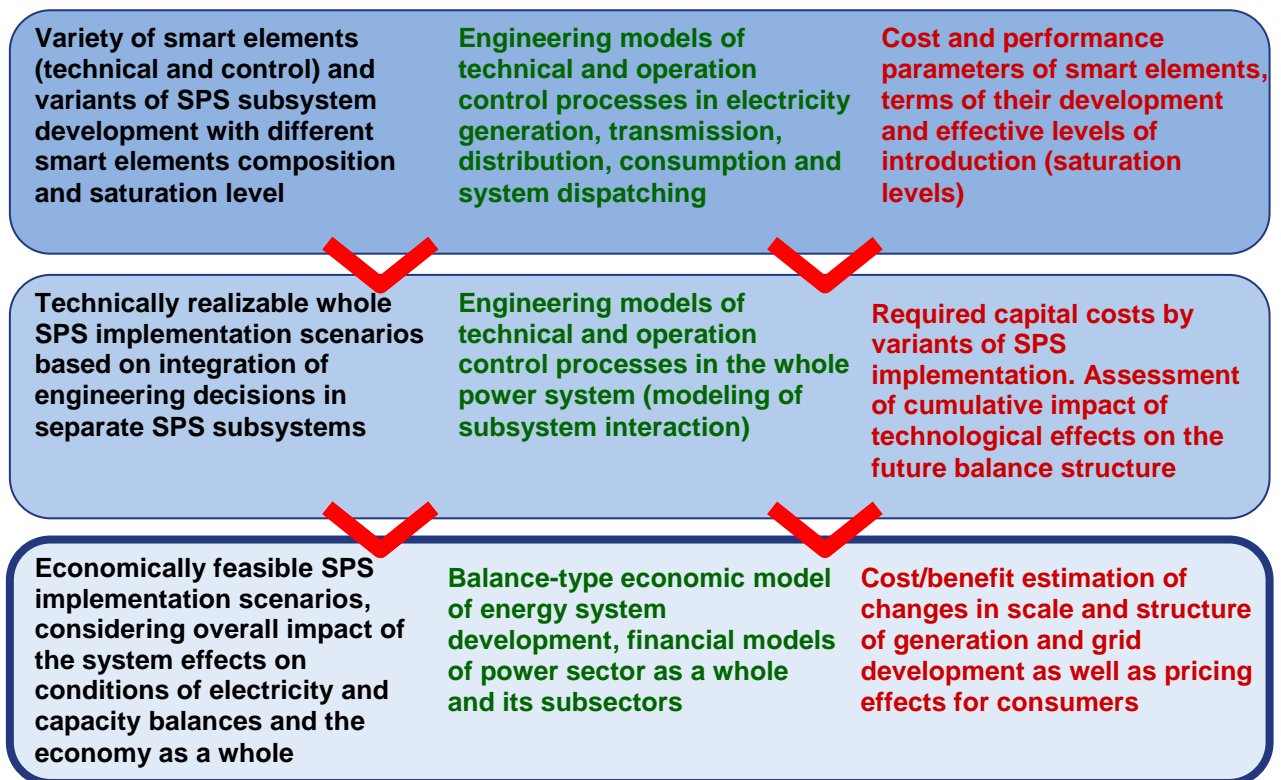 Variety of smart elements
(technical and control) and
variants of SPS subsystem
development with different
smart elements composition
and saturation level
Engineering models of
technical and operation
control processes in electricity
generation, transmission,
distribution, consumption and
system dispatching
Cost and performance
parameters of smart elements,
terms of their development
and effective levels of
introduction (saturation
levels)
Technically realizable whole
SPS implementation scenarios
based on integration of
engineering decisions in
separate SPS subsystems
Engineering models of
technical and operation
control processes in the whole
power system (modeling of
subsystem interaction)
Required capital costs by
variants of SPS
implementation. Assessment
of cumulative impact of
technological effects on the
future balance structure
Economically feasible SPS
implementation scenarios,
considering overall impact of
the system effects on
conditions of electricity and
capacity balances and the
economy as a whole
Balance-type economic model
of energy system
development, financial models
of power sector as a whole
and its subsectors
Cost/benefit estimation of
changes in scale and structure
of generation and grid
development as well as pricing
effects for consumers